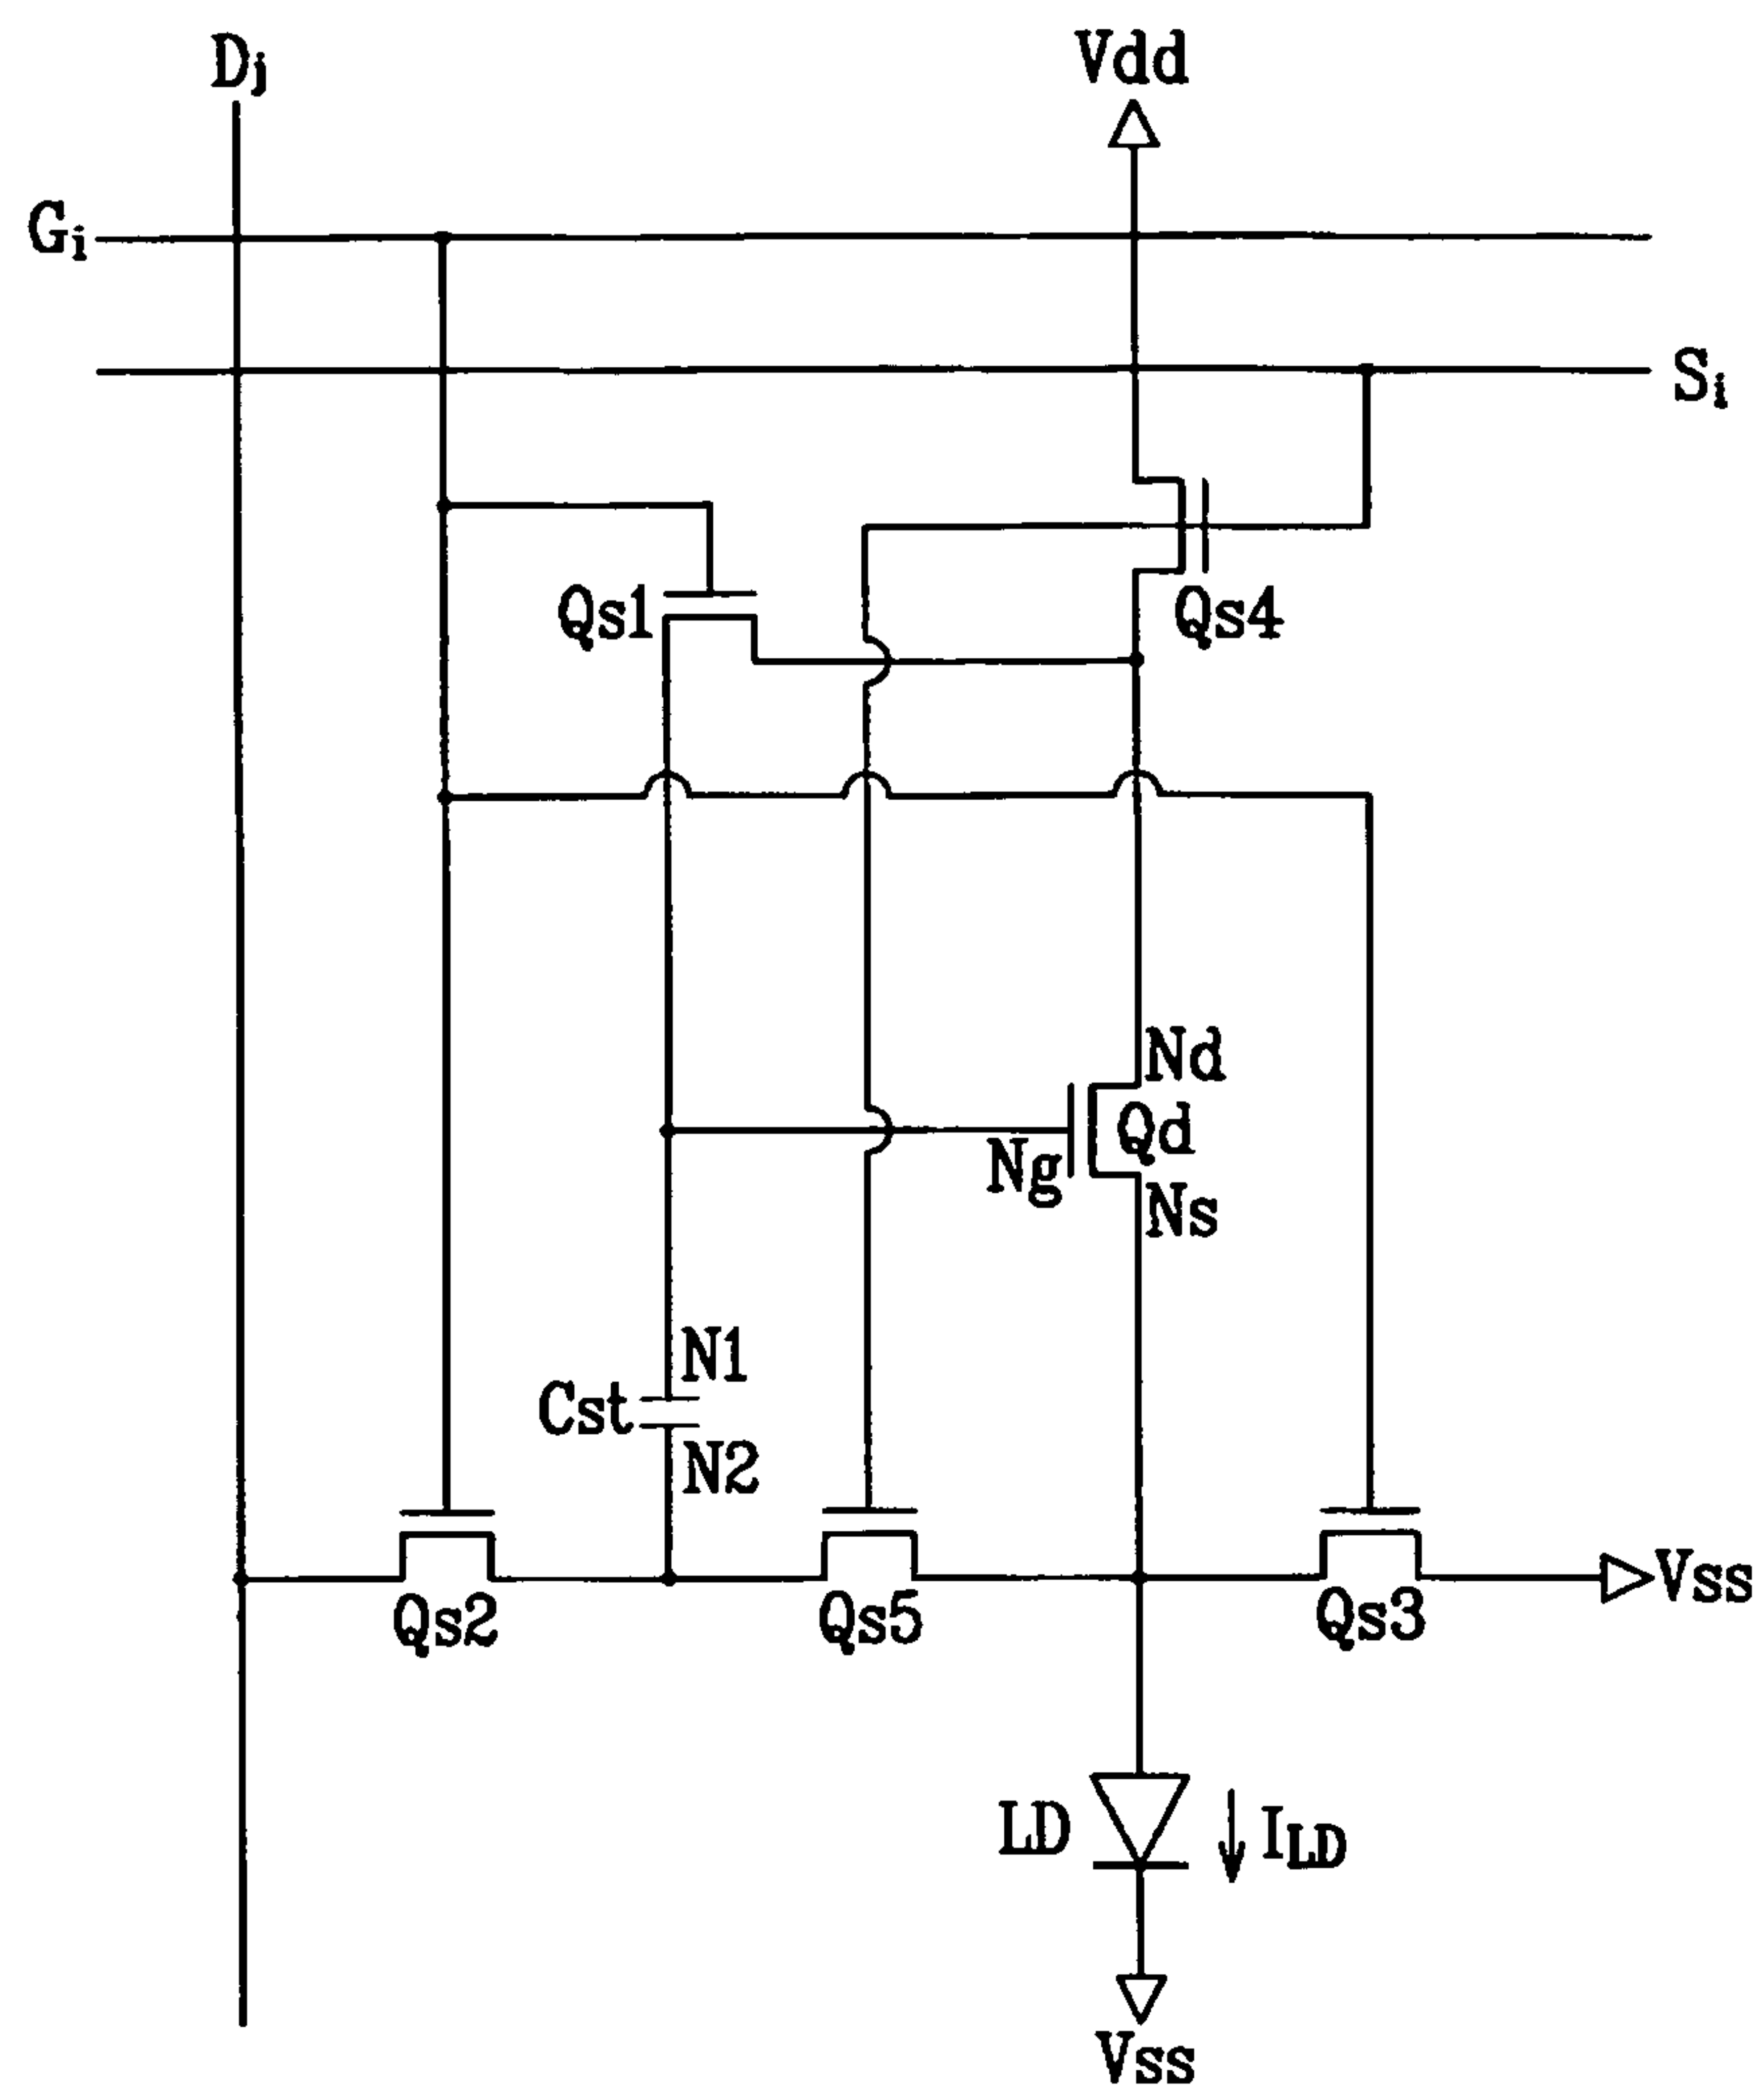 Dj
Vdd
Gi
Si
Qs1
Qs4
Nd
Qd
Ng
Ns
N1
Cst
N2
Qs2
Qs5
Qs3
Vss
LD
ILD
Vss